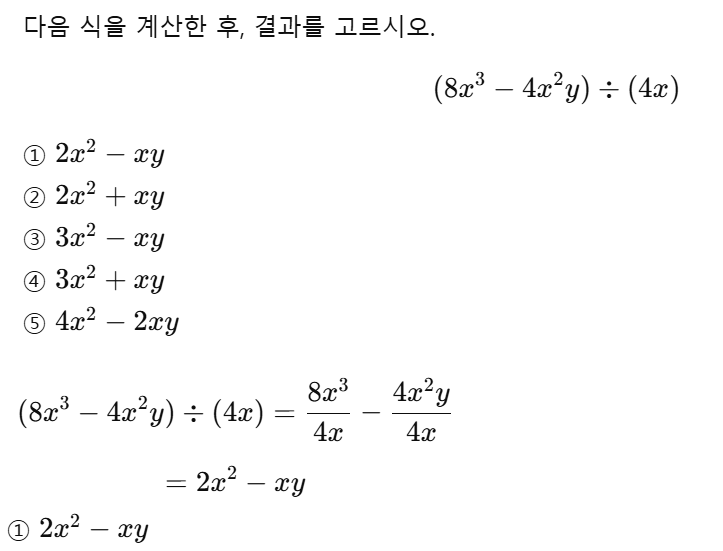 다음 식을 계산한 후, 결과를 고르시오.
(8x³ − 4x²y) ÷ (4x)
① 2x² − xy
② 2x² + xy
③ 3x² − xy
④ 3x² + xy
⑤ 4x² − 2xy
(8x³ − 4x²y) ÷ (4x) = 8x³/4x − 4x²y/4x
= 2x² − xy
① 2x² − xy